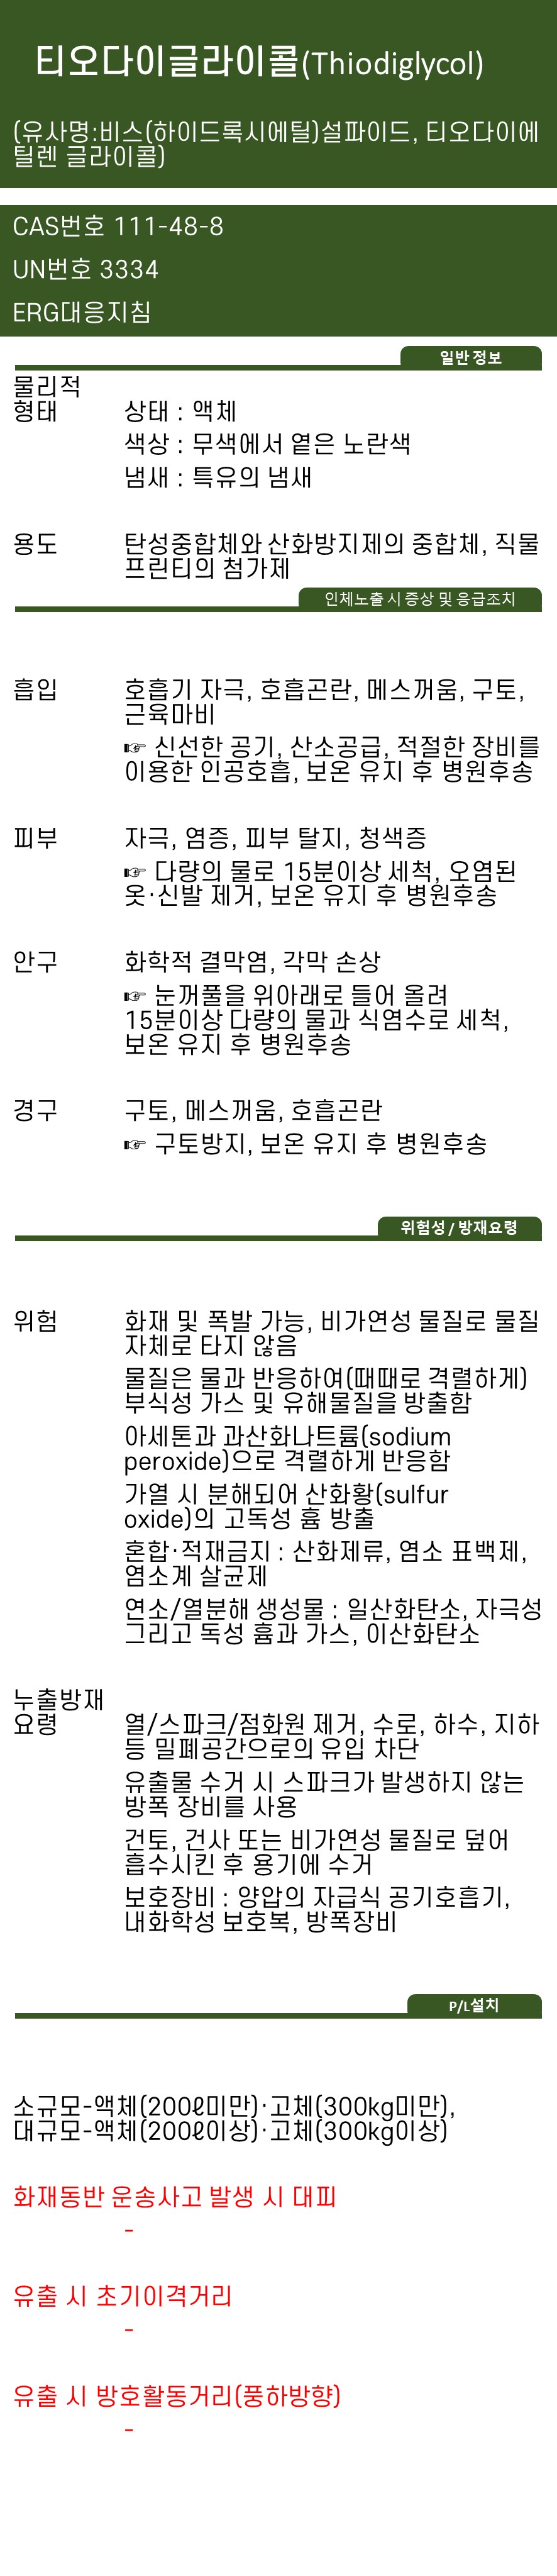 티오다이글라이콜(Thiodiglycol)
(유사명:비스(하이드록시에틸)설파이드, 티오다이에
틸렌 글라이콜)
CAS번호 111-48-8
UN번호 3334
ERG대응지침
일반 정보
물리적
형태
상태 : 액체
색상 : 무색에서 옅은 노란색
냄새 : 특유의 냄새
용도
탄성중합체와 산화방지제의 중합체, 직물
프린티의 첨가제
인체노출 시 증상 및 응급조치
흡입
호흡기 자극, 호흡곤란, 메스꺼움, 구토,
근육마비
☞ 신선한 공기, 산소공급, 적절한 장비를
이용한 인공호흡, 보온 유지 후 병원후송
피부
자극, 염증, 피부 탈지, 청색증
☞ 다량의 물로 15분이상 세척, 오염된
옷·신발 제거, 보온 유지 후 병원후송
안구
화학적 결막염, 각막 손상
☞ 눈꺼풀을 위아래로 들어 올려
15분이상 다량의 물과 식염수로 세척,
보온 유지 후 병원후송
경구
구토, 메스꺼움, 호흡곤란
☞ 구토방지, 보온 유지 후 병원후송
위험성 / 방재요령
위험
화재 및 폭발 가능, 비가연성 물질로 물질
자체로 타지 않음
물질은 물과 반응하여(때때로 격렬하게)
부식성 가스 및 유해물질을 방출함
아세톤과 과산화나트륨(sodium
peroxide)으로 격렬하게 반응함
가열 시 분해되어 산화황(sulfur
oxide)의 고독성 흄 방출
혼합·적재금지 : 산화제류, 염소 표백제,
염소계 살균제
연소/열분해 생성물 : 일산화탄소, 자극성
그리고 독성 흄과 가스, 이산화탄소
누출방재
요령
열/스파크/점화원 제거, 수로, 하수, 지하
등 밀폐공간으로의 유입 차단
유출물 수거 시 스파크가 발생하지 않는
방폭 장비를 사용
건토, 건사 또는 비가연성 물질로 덮어
흡수시킨 후 용기에 수거
보호장비 : 양압의 자급식 공기호흡기,
내화학성 보호복, 방폭장비
P/L설치
소규모-액체(200ℓ미만)·고체(300kg미만),
대규모-액체(200ℓ이상)·고체(300kg이상)
화재동반 운송사고 발생 시 대피
-
유출 시 초기이격거리
-
유출 시 방호활동거리(풍하방향)
-